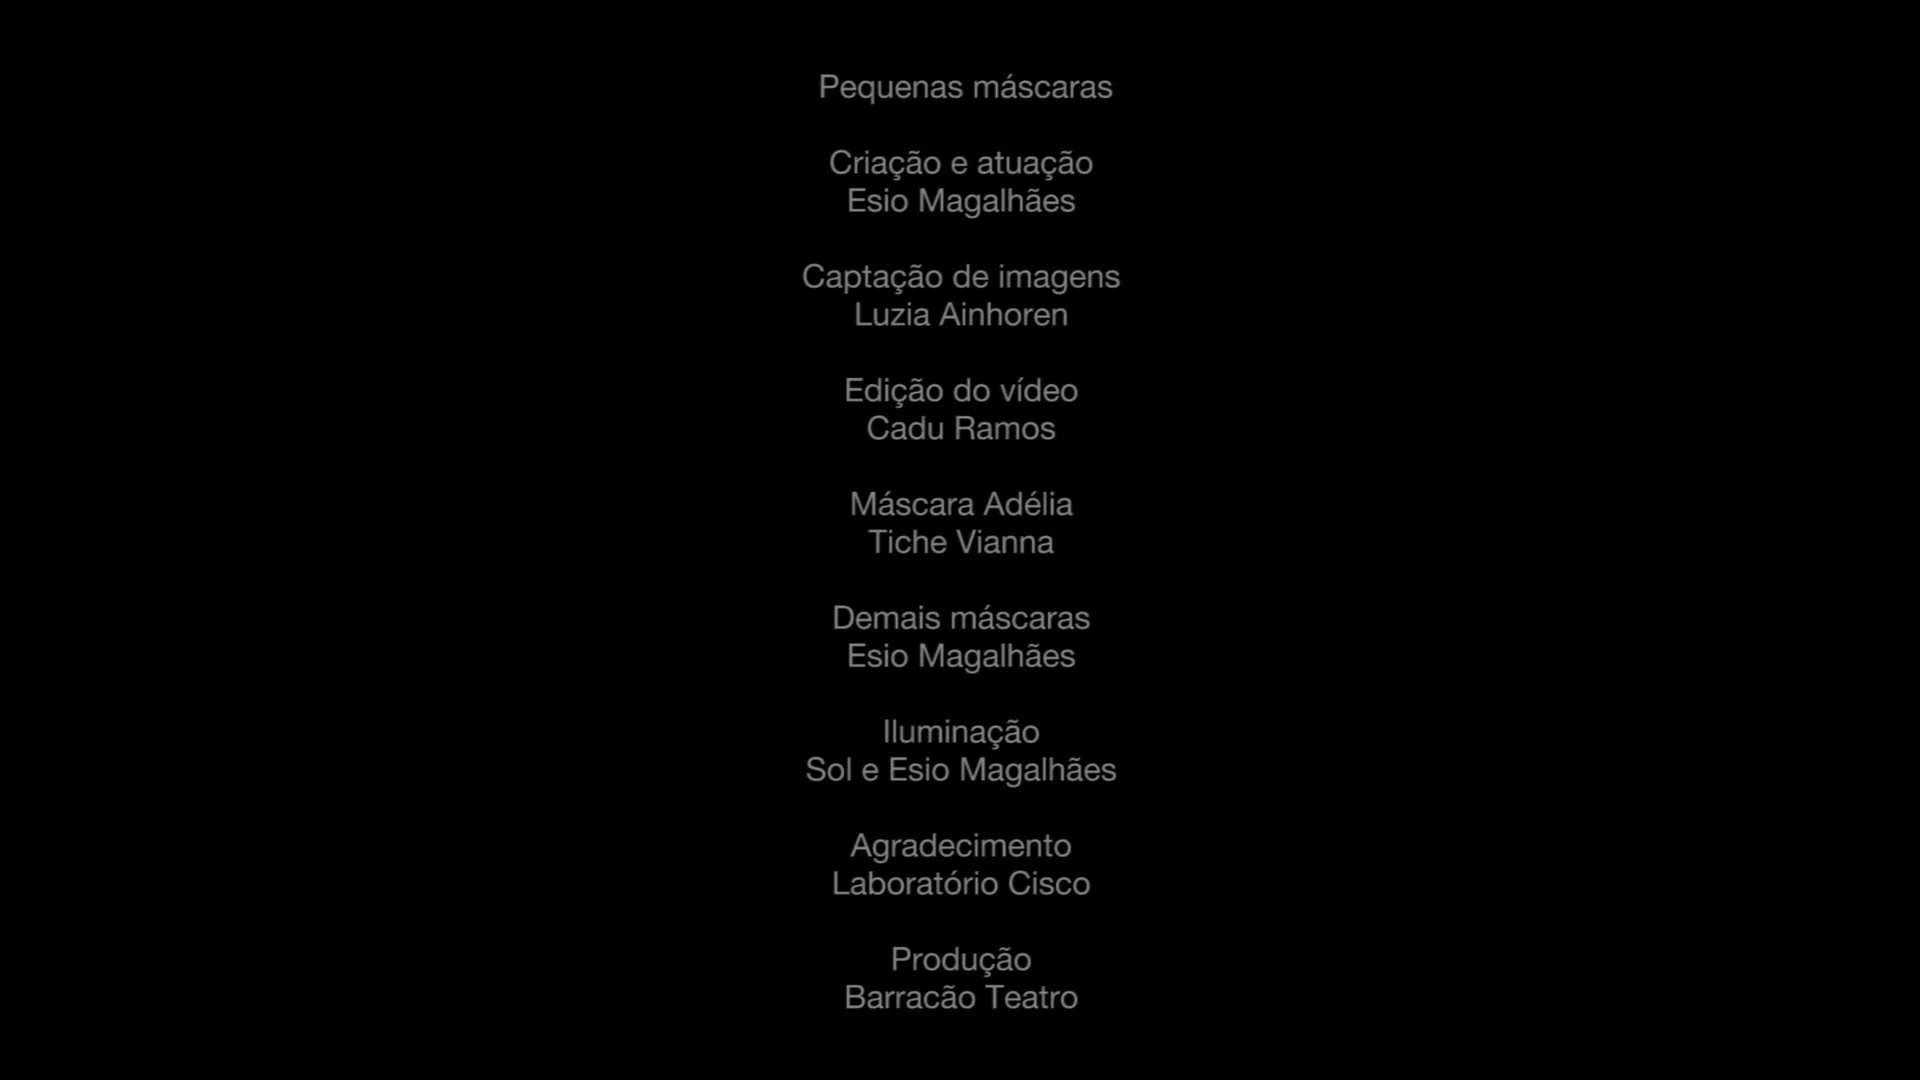 Pequenas máscaras
Criação e atuação
Esio Magalhães
Captação de imagens
Luzia Ainhoren
Edição do vídeo
Cadu Ramos
Máscara Adélia
Tiche Vianna
Demais máscaras
Esio Magalhães
Iluminação
Sol e Esio Magalhães
Agradecimento
Laboratório Cisco
Produção
Barracão Teatro